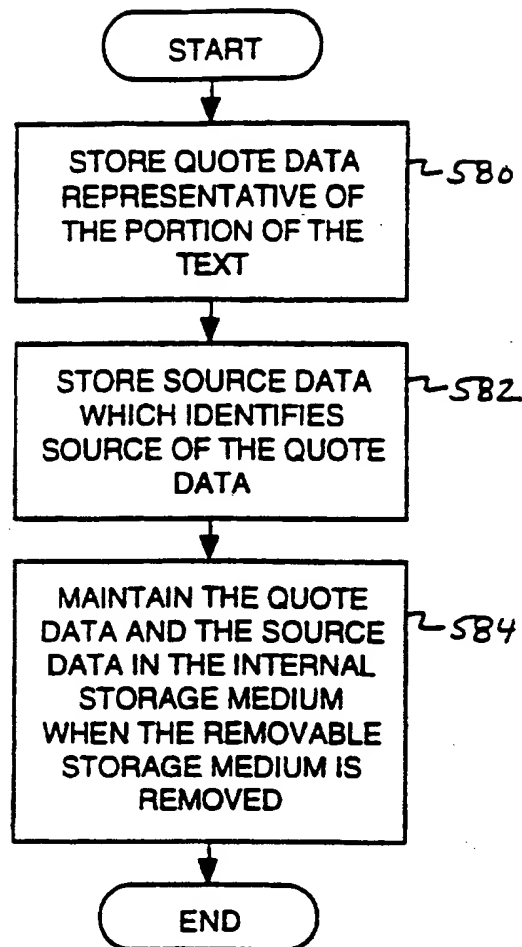 START
STORE QUOTE DATA
REPRESENTATIVE OF
THE PORTION OF THE
TEXT
580
STORE SOURCE DATA
WHICH IDENTIFIES
SOURCE OF THE QUOTE
DATA
582
MAINTAIN THE QUOTE
DATA AND THE SOURCE
DATA IN THE INTERNAL
STORAGE MEDIUM
WHEN THE REMOVABLE
STORAGE MEDIUM IS
REMOVED
584
END